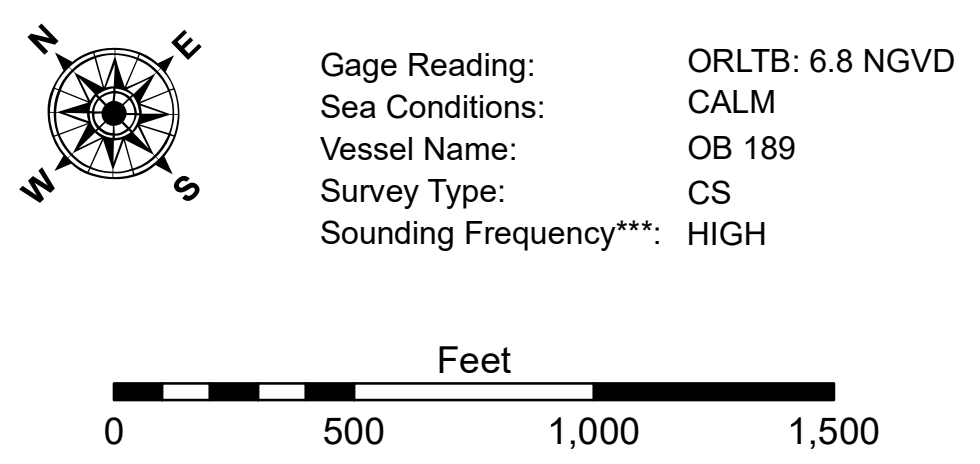 N E
W S
Gage Reading: ORLTB: 6.8 NGVD
Sea Conditions: CALM
Vessel Name: OB 189
Survey Type: CS
Sounding Frequency***: HIGH
Feet
0 500 1,000 1,500